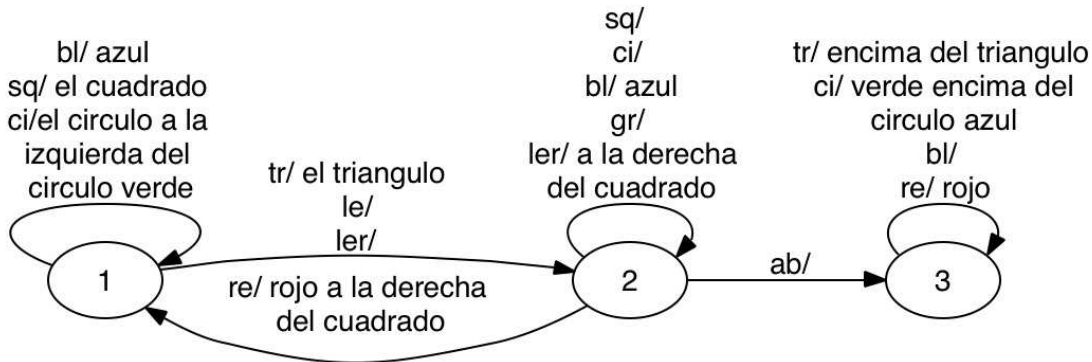 bl/ azul
sq/ el cuadrado
ci/el circulo a la
izquierda del
circulo verde
1
tr/ el triangulo
le/
ler/
re/ rojo a la derecha
del cuadrado
sq/
ci/
bl/ azul
gr/
ler/ a la derecha
del cuadrado
2
ab/
tr/ encima del triangulo
ci/ verde encima del
circulo azul
bl/
re/ rojo
3